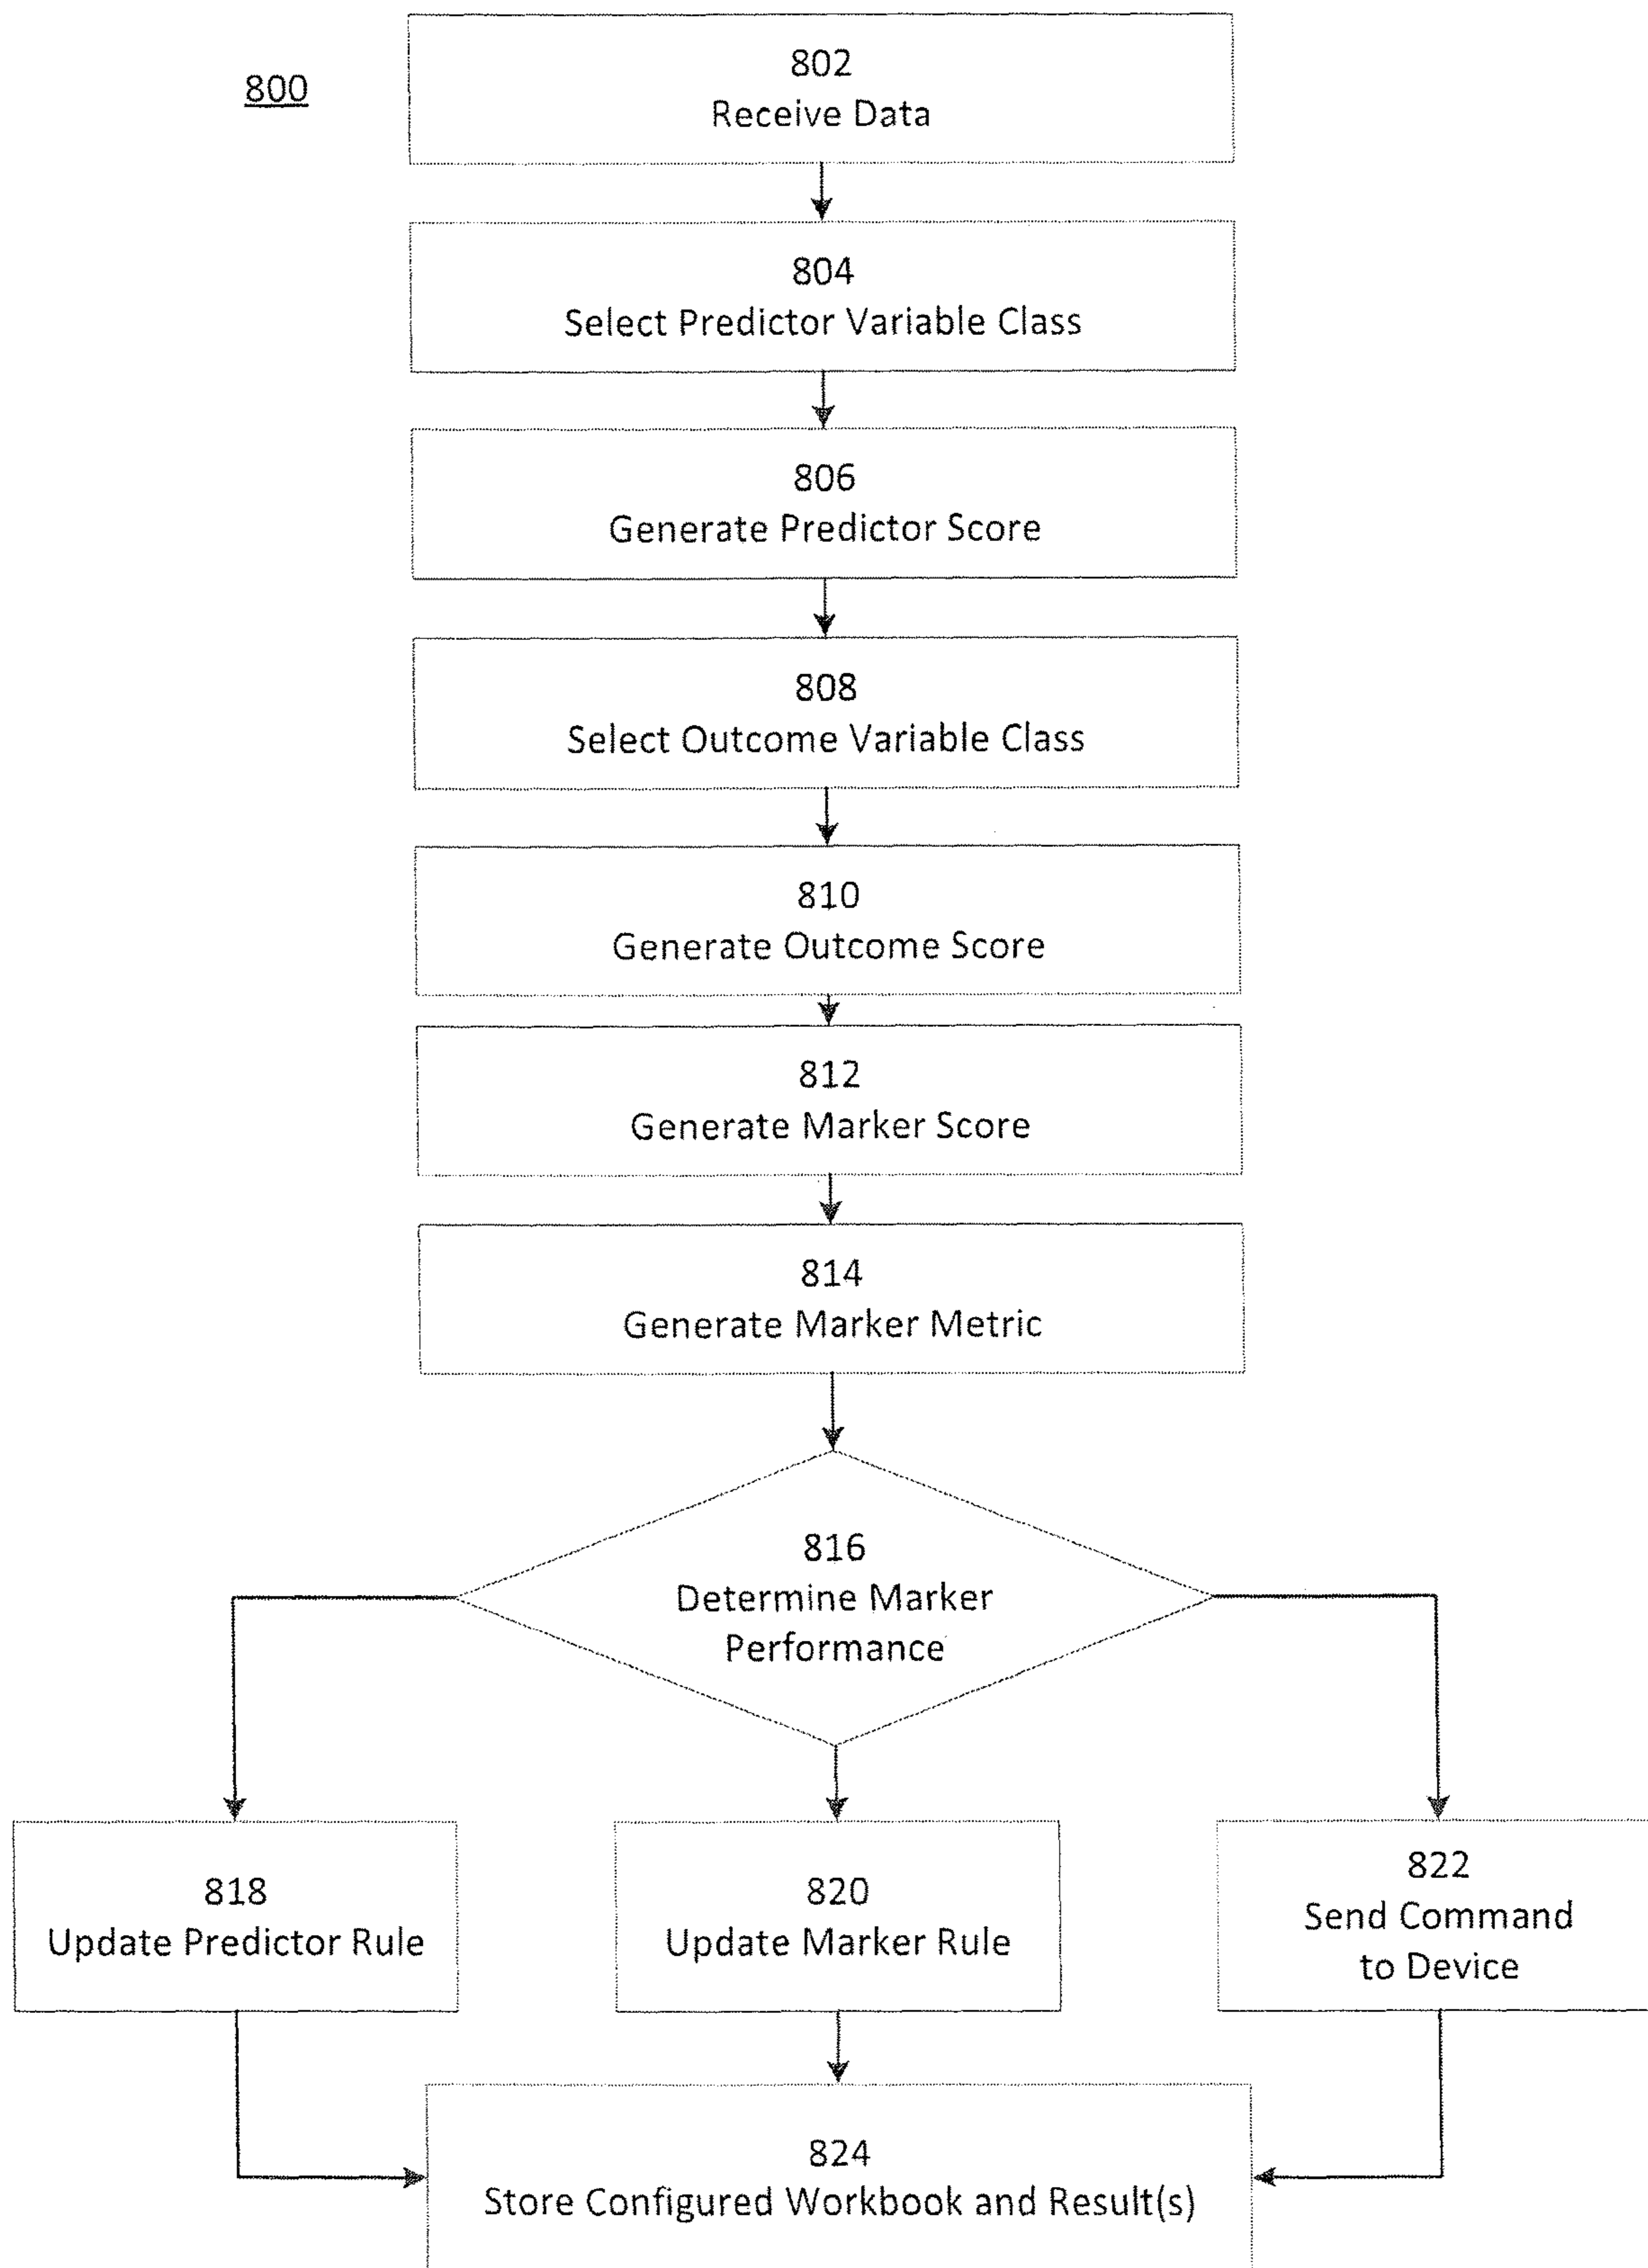 800
802
Receive Data
804
Select Predictor Variable Class
806
Generate Predictor Score
808
Select Outcome Variable Class
810
Generate Outcome Score
812
Generate Marker Score
814
Generate Marker Metric
816
Determine Marker
Performance
818
Update Predictor Rule
820
Update Marker Rule
822
Send Command
to Device
824
Store Configured Workbook and Result(s)